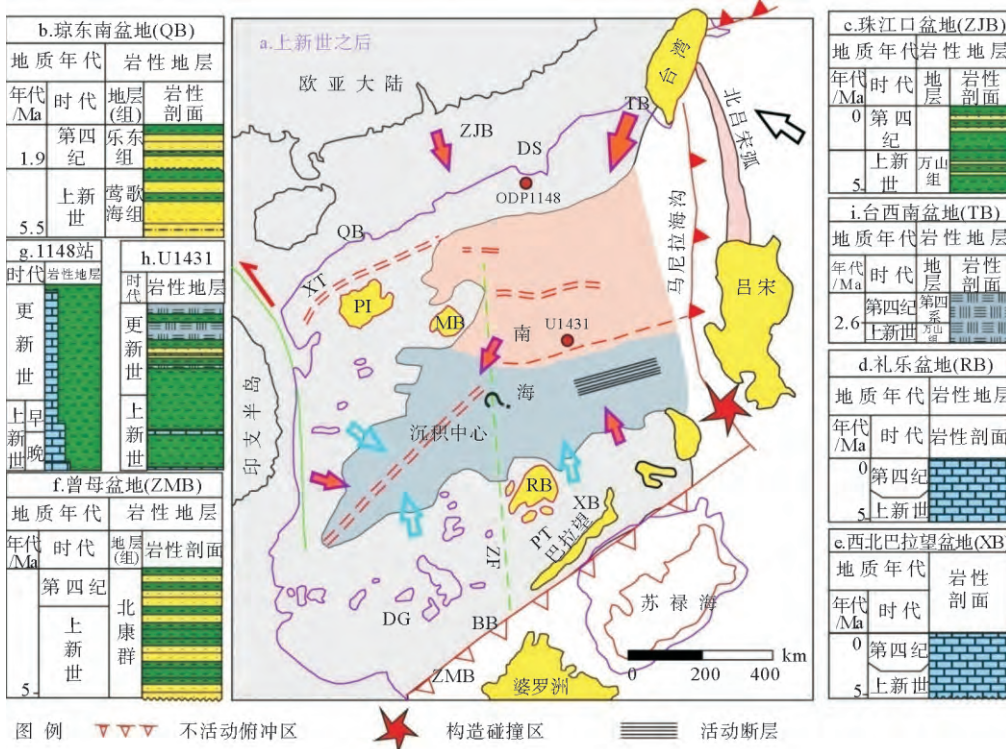 b.琼东南盆地(QB)
地质年代 岩性地层
年代/Ma 时代 地层(组) 岩性剖面
第四纪 乐东组
1.9
上新世 莺歌海组
5.5
g.1148站
时代 岩性地层
更新世
上新世 早 晚
h.U1431
时代 岩性地层
更新世
上新世
f.曾母盆地(ZMB)
地质年代 岩性地层
年代/Ma 时代 地层(组) 岩性剖面
第四纪 北康群
上新世
5
a.上新世之后
欧亚大陆
台湾
TB
北吕宋弧
ZJB
DS
ODP1148
QB
XT
PI
MB
南
U1431
马尼拉海沟
吕宋
印支半岛
海
?
沉积中心
RB
XB
PT
巴拉望
ZF
DG
BB
苏禄海
ZMB
婆罗洲
km
0 200 400
c.珠江口盆地(ZJB)
地质年代 岩性地层
年代/Ma 时代 地层 岩性剖面
0
第四纪
上新世 万山组
5
i.台西南盆地(TB)
地质年代 岩性地层
年代/Ma 时代 地层 岩性剖面
第四纪 第四系
2.6
上新世 万山组
d.礼乐盆地(RB)
地质年代 岩性地层
年代/Ma 时代 岩性剖面
0
第四纪
上新世
5
e.西北巴拉望盆地(XB)
地质年代 岩性剖面
年代/Ma 时代
0
第四纪
上新世
5
图例 不活动俯冲区 构造碰撞区 活动断层